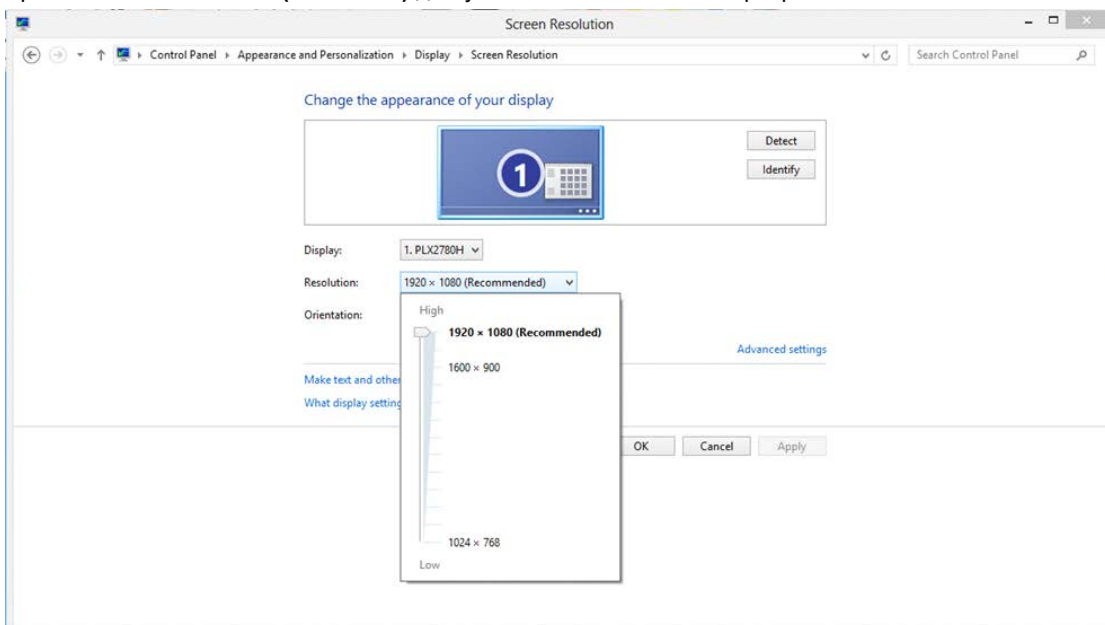 Screen Resolution
Control Panel ▸ Appearance and Personalization ▸ Display ▸ Screen Resolution
Search Control Panel
Change the appearance of your display
1
Detect
Identify
Display: 1. PLX2780H
Resolution: 1920 × 1080 (Recommended)
Orientation:
High
1920 × 1080 (Recommended)
1600 × 900
Advanced settings
Make text and othe
What display setting
OK Cancel Apply
1024 × 768
Low